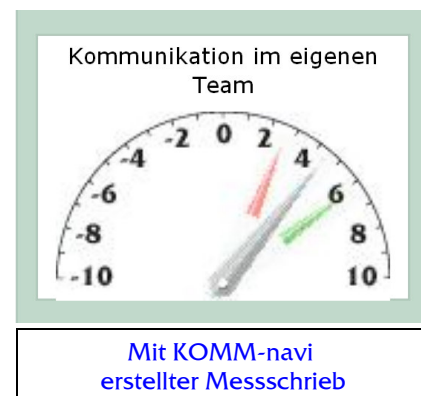 Kommunikation im eigenen
Team
-10
-8
-6
-4
-2
0
2
4
6
8
10
Mit KOMM-navi
erstellter Messschrieb